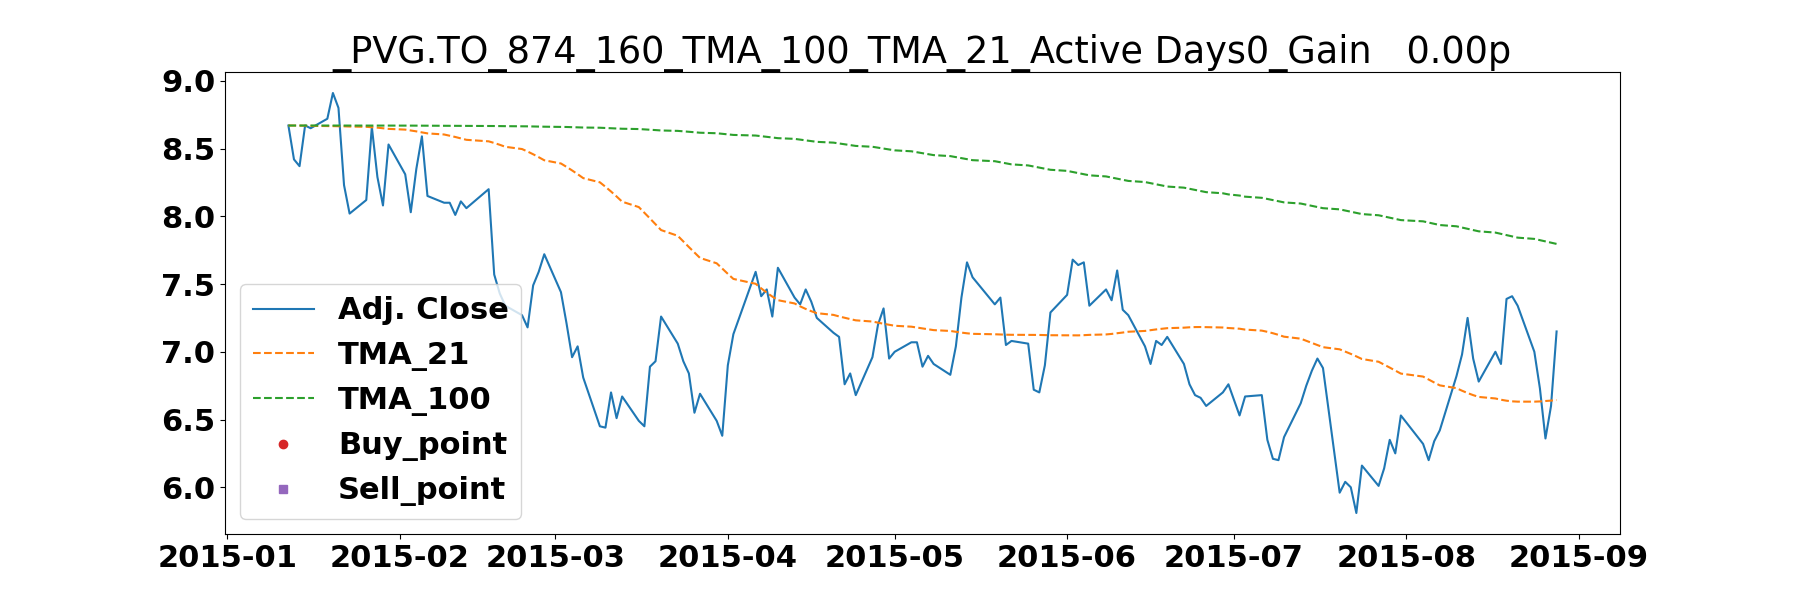 _PVG.TO_874_160_TMA_100_TMA_21_Active Days0_Gain   0.00p
9.0
8.5
8.0
7.5
7.0
6.5
6.0
Adj. Close
TMA_21
TMA_100
Buy_point
Sell_point
2015-01 2015-02 2015-03 2015-04 2015-05 2015-06 2015-07 2015-08 2015-09